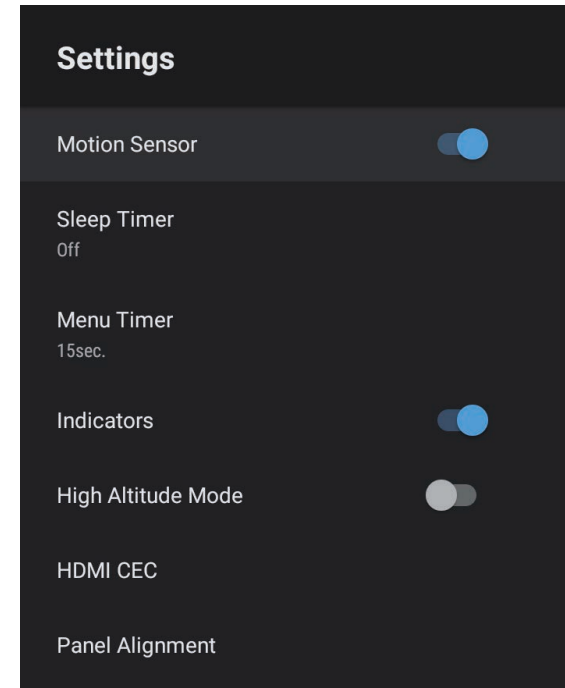 Settings
Motion Sensor
Sleep Timer
Off
Menu Timer
15sec.
Indicators
High Altitude Mode
HDMI CEC
Panel Alignment